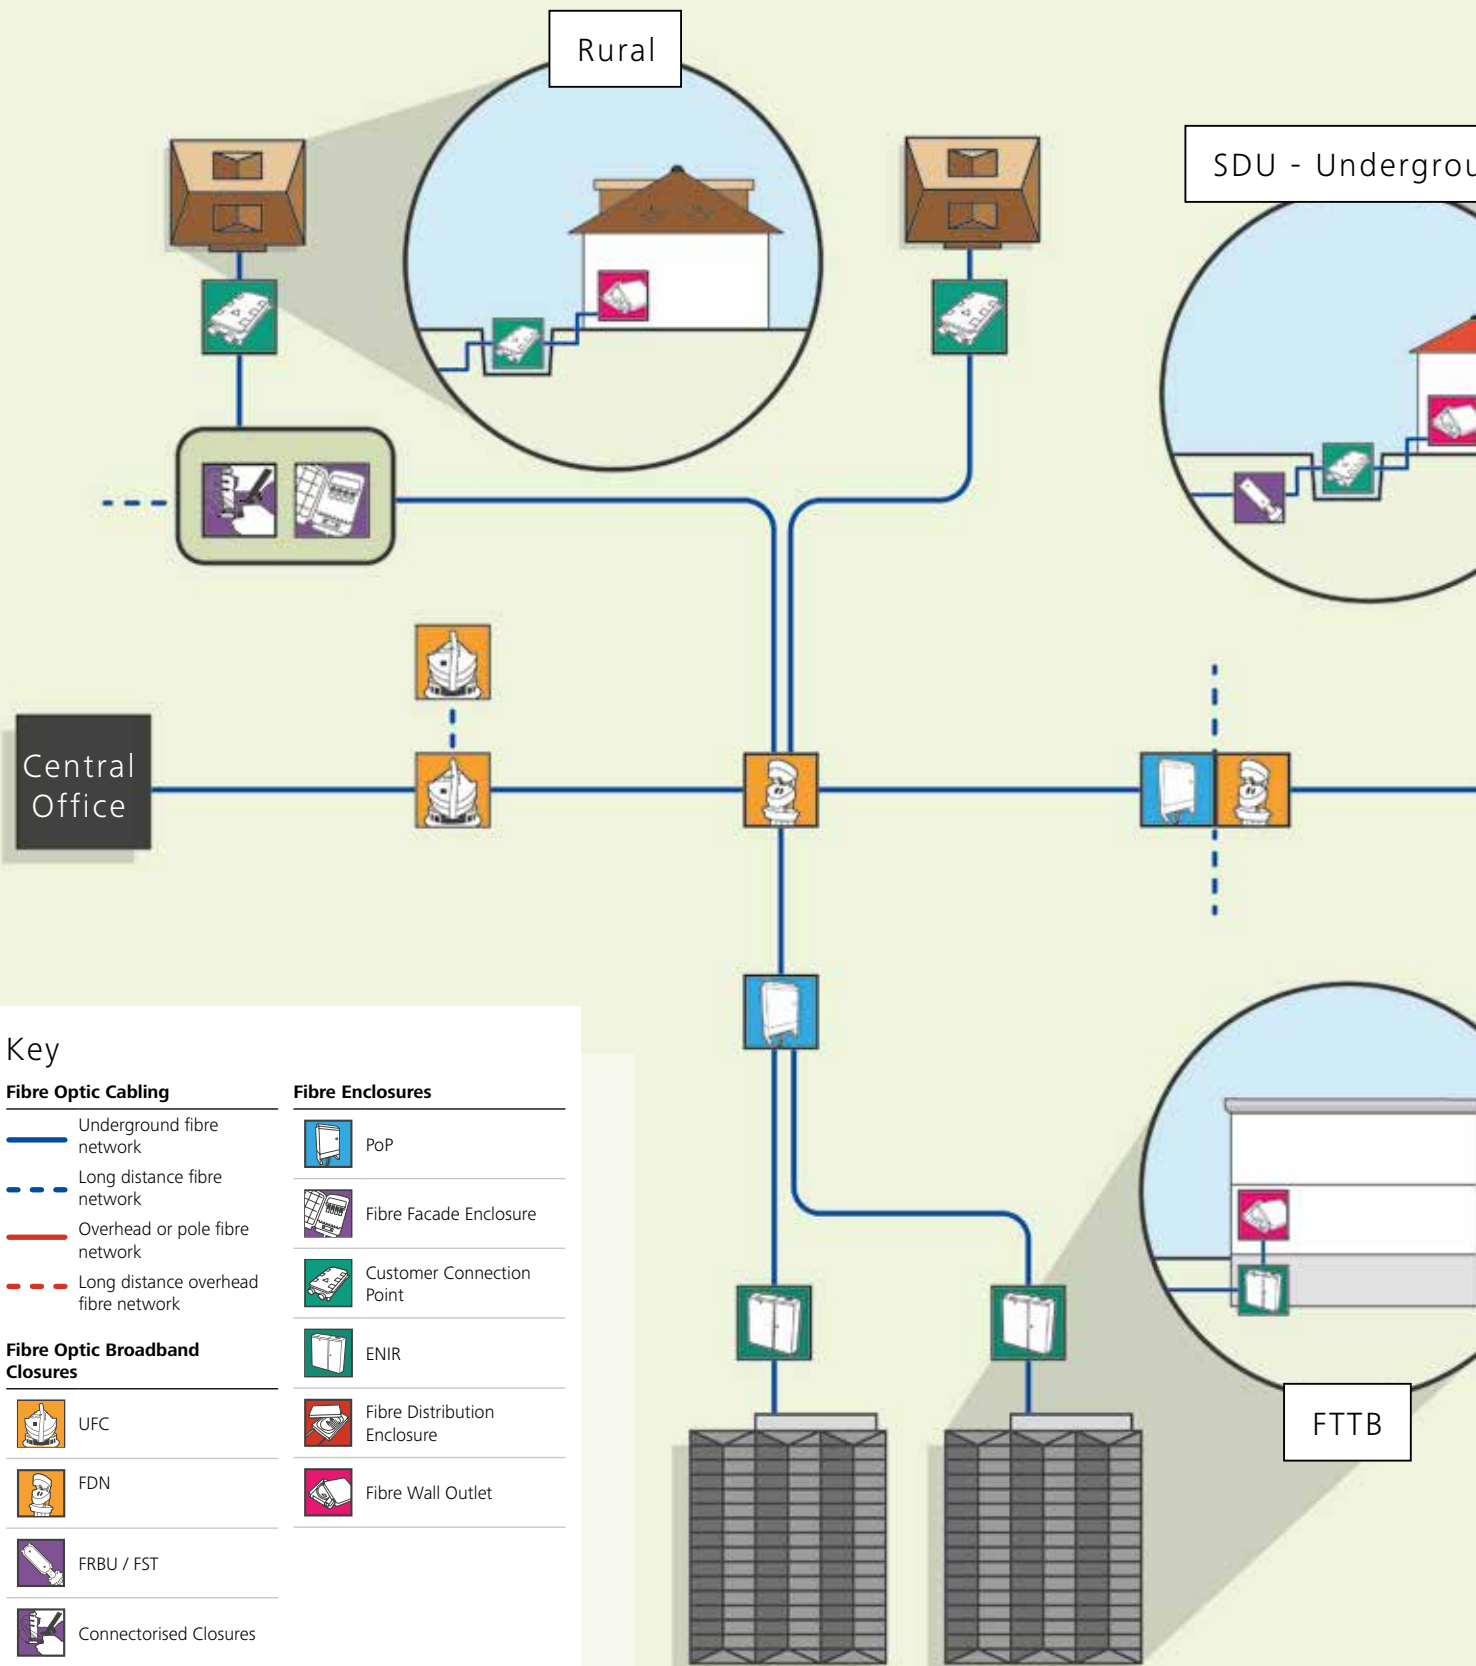 Rural
SDU - Undergrou
Central
Office
Key
Fibre Optic Cabling
Underground fibre
network
Long distance fibre
network
Overhead or pole fibre
network
Long distance overhead
fibre network
Fibre Optic Broadband
Closures
UFC
FDN
FRBU / FST
Connectorised Closures
Fibre Enclosures
PoP
Fibre Facade Enclosure
Customer Connection
Point
ENIR
Fibre Distribution
Enclosure
Fibre Wall Outlet
FTTB